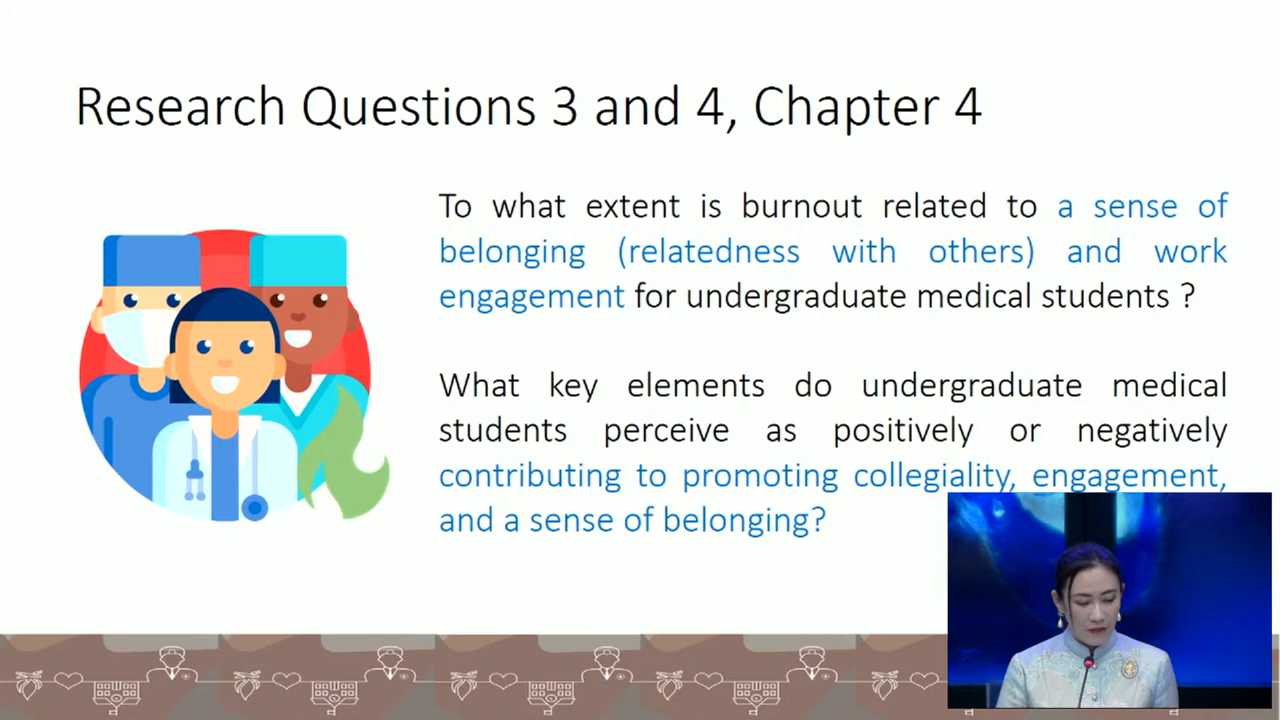 Research Questions 3 and 4, Chapter 4
To what extent is burnout related to a sense of
belonging (relatedness with others) and work
engagement for undergraduate medical students ?
What key elements do undergraduate medical
students perceive as positively or negatively
contributing to promoting collegiality, engagement,
and a sense of belonging?